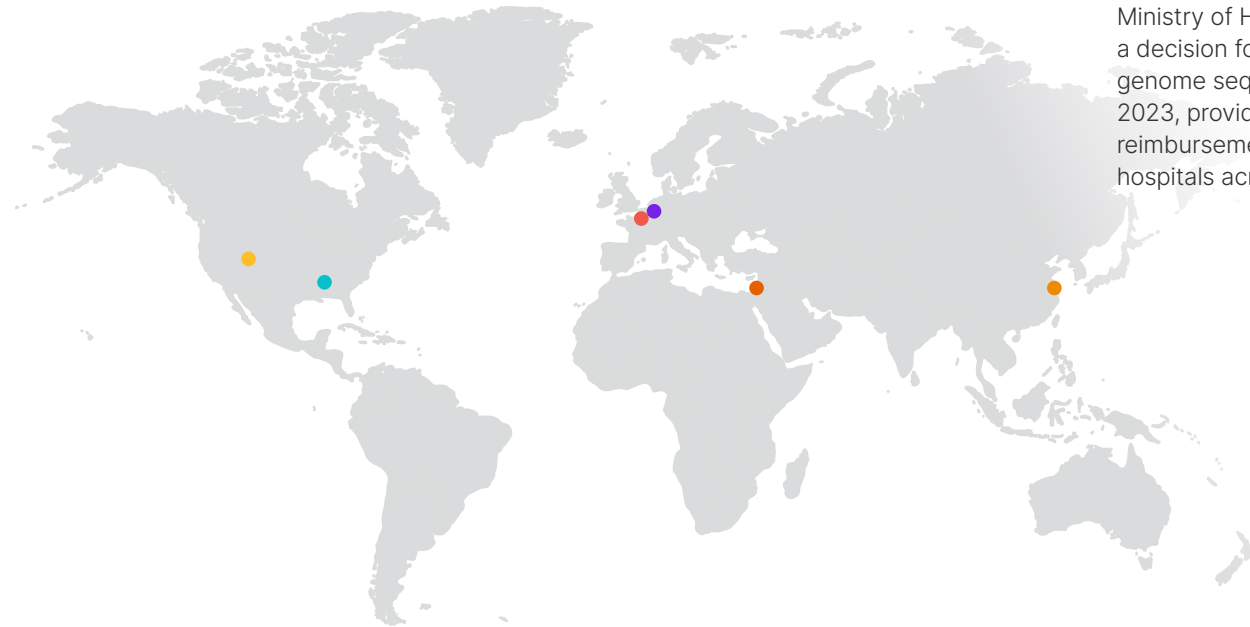 Ministry of H
a decision fo
genome seq
2023, provid
reimburseme
hospitals acr